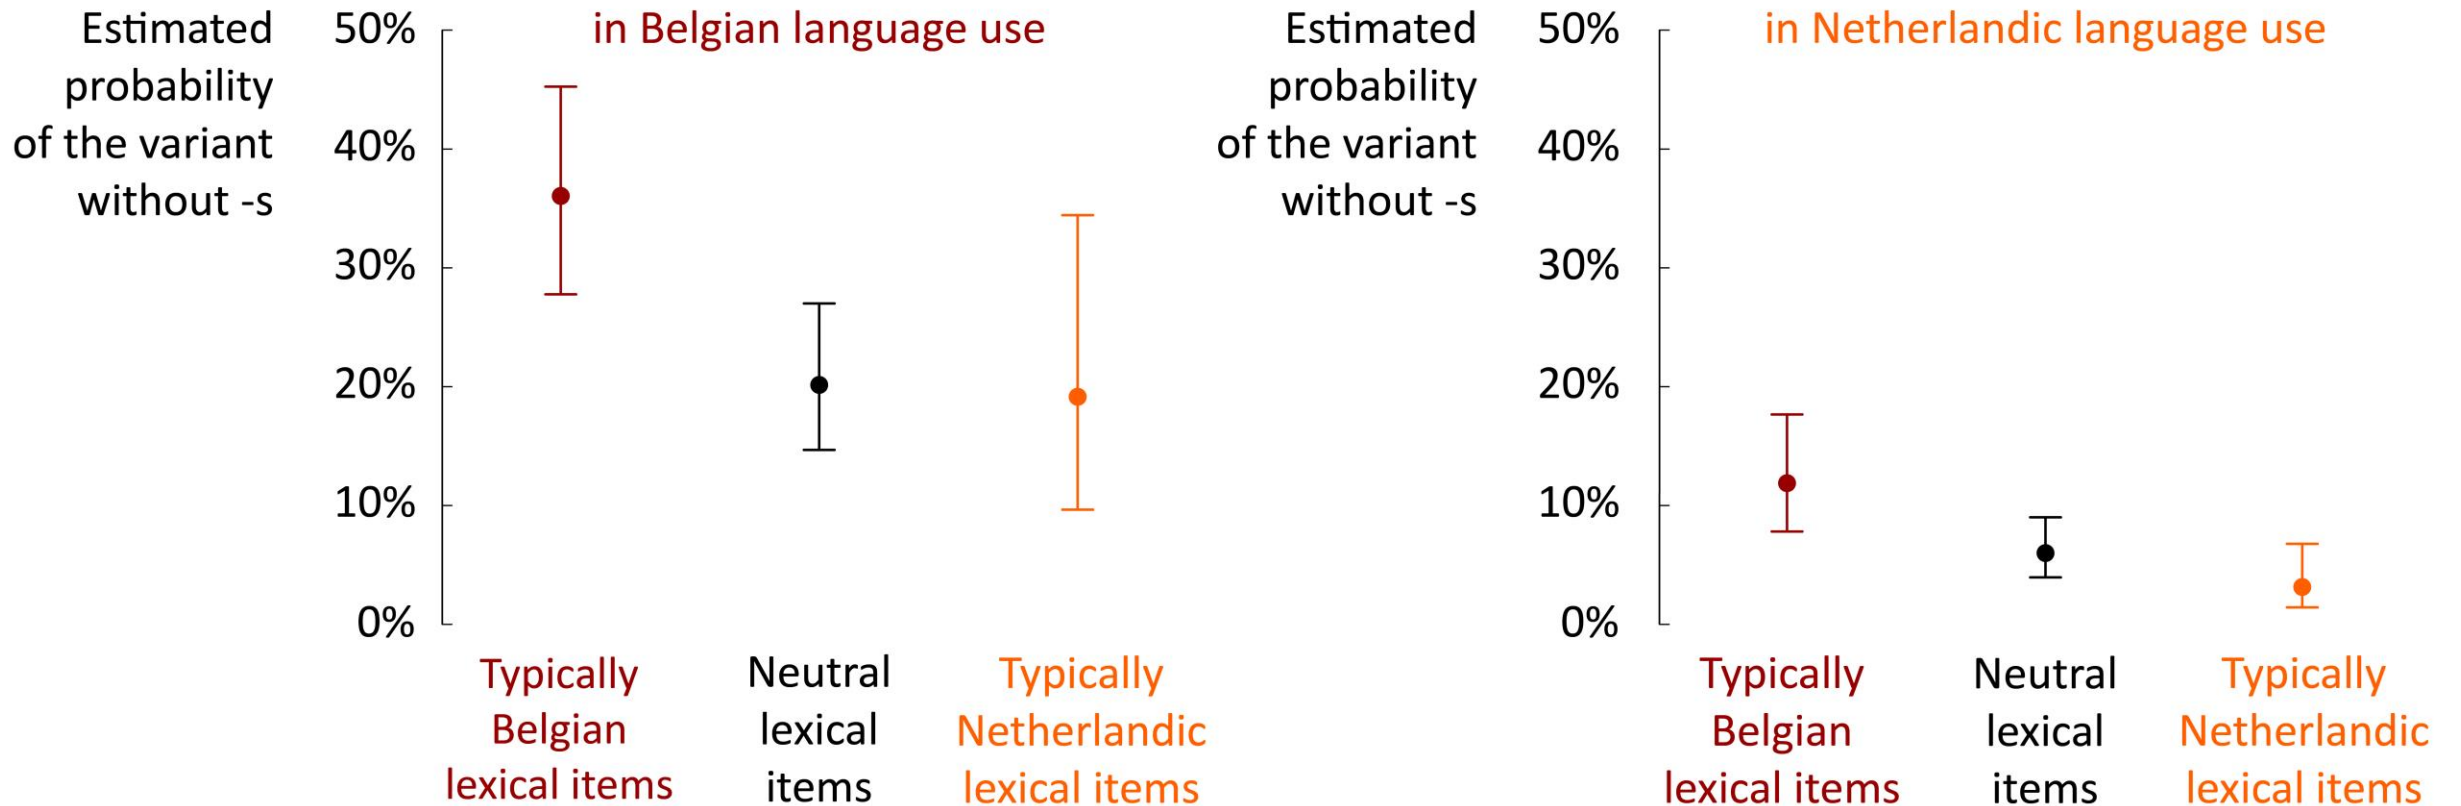 Estimated
probability
of the variant
without -s
50%
40%
30%
20%
10%
0%
in Belgian language use
Typically
Belgian
lexical items
Neutral
lexical
items
Typically
Netherlandic
lexical items
Estimated
probability
of the variant
without -s
50%
40%
30%
20%
10%
0%
in Netherlandic language use
Typically
Belgian
lexical items
Neutral
lexical
items
Typically
Netherlandic
lexical items